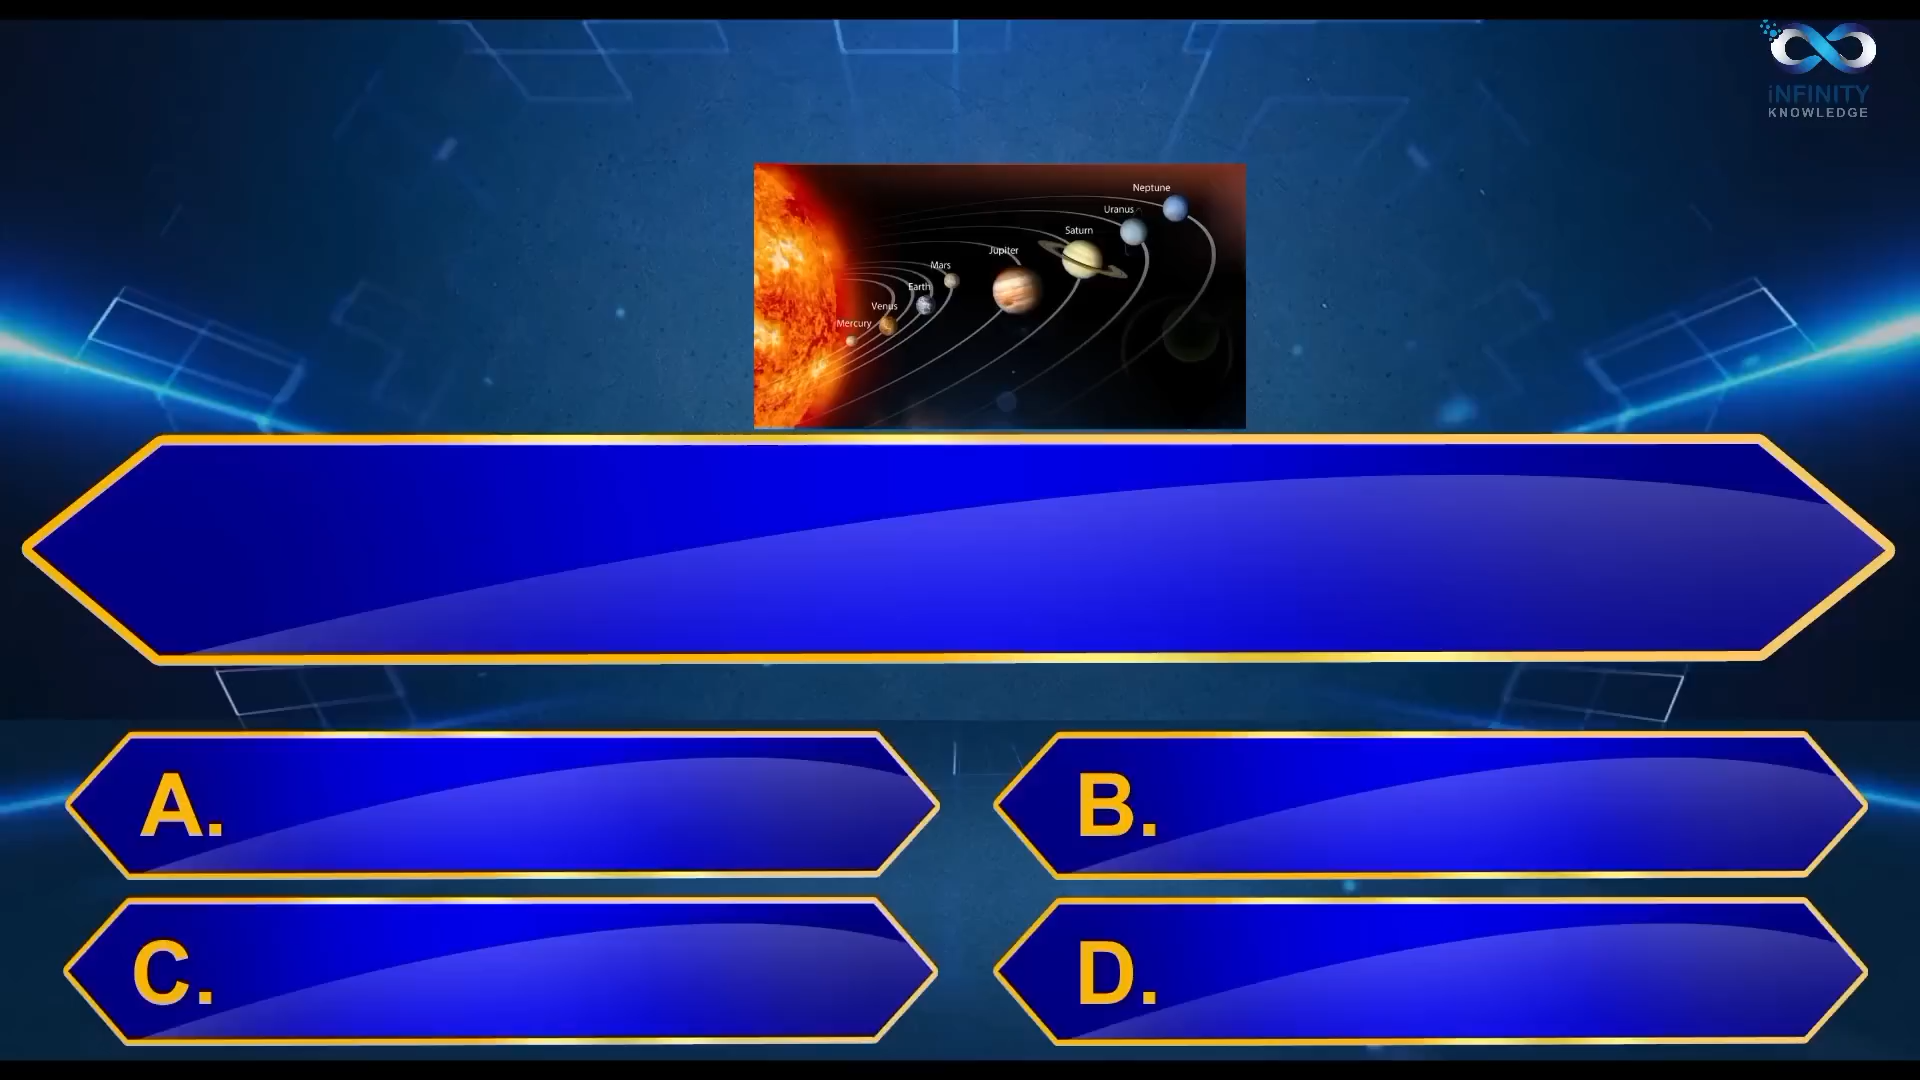 iNFINITY
KNOWLEDGE
Neptune
Uranus
Saturn
Jupiter
Mars
Earth
Venus
Mercury
A.
B.
C.
D.